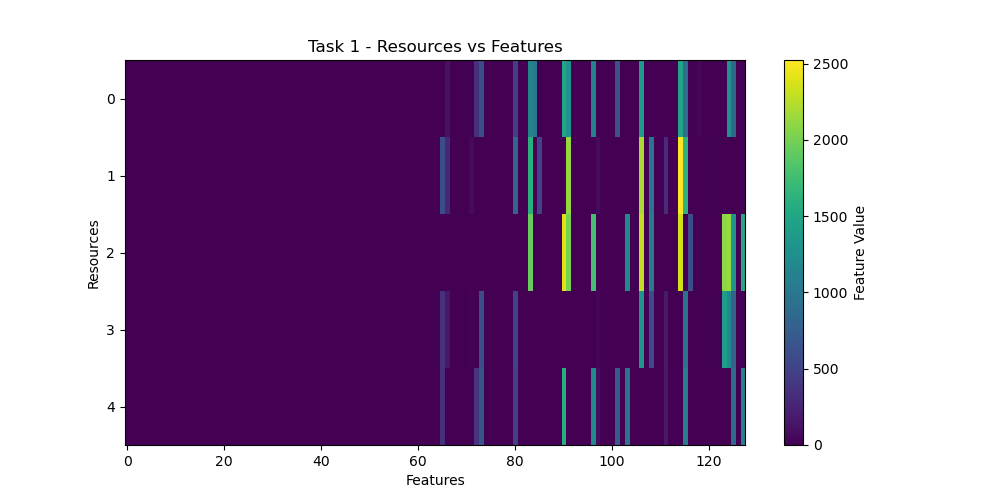 Task 1 - Resources vs Features
Resources
0
1
2
3
4
0 20 40 60 80 100 120
Features
2500
2000
1500
1000
500
0
Feature Value